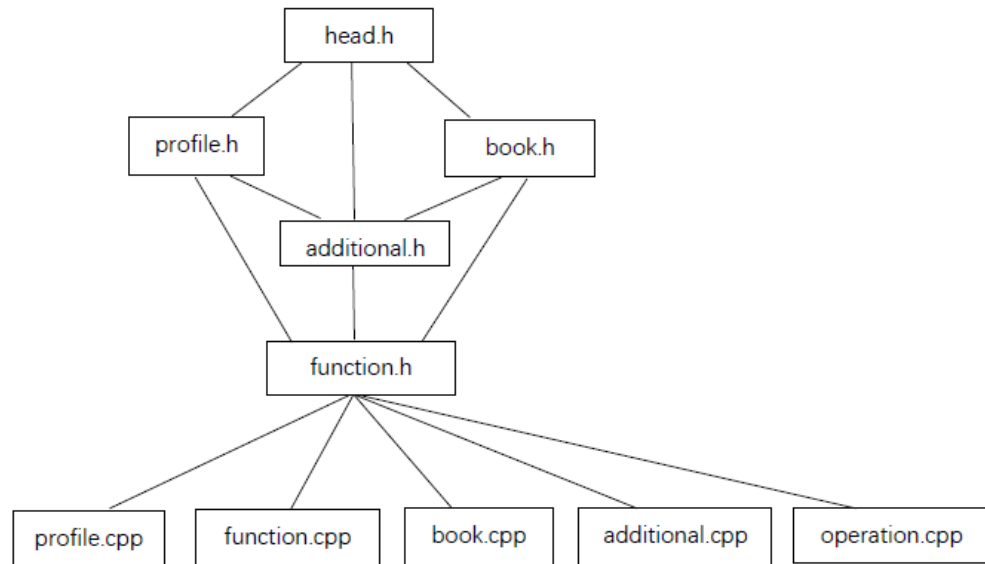 head.h
profile.h
book.h
additional.h
function.h
profile.cpp
function.cpp
book.cpp
additional.cpp
operation.cpp